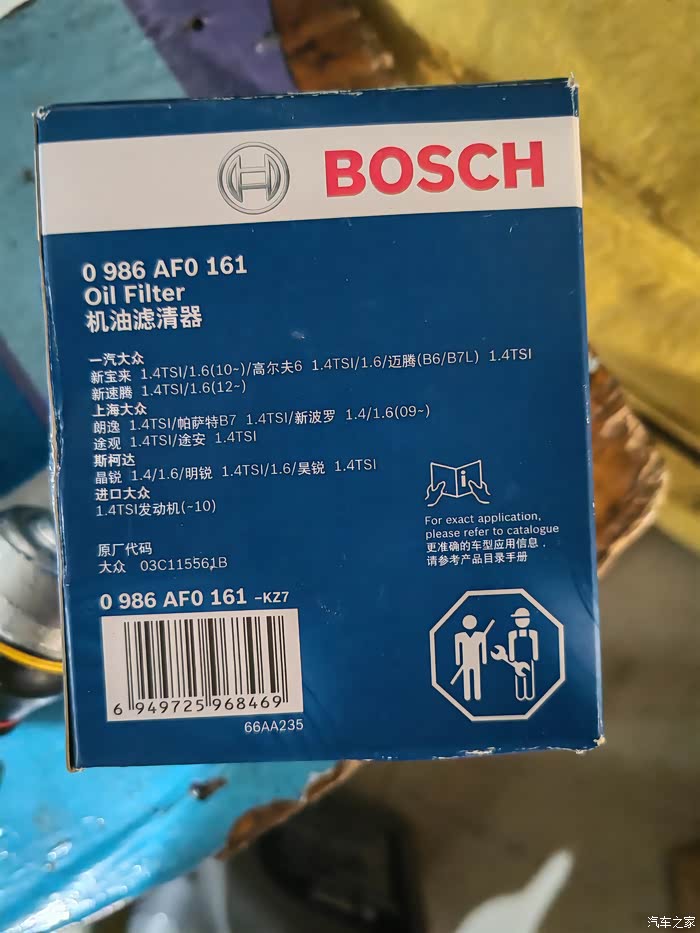 BOSCH
0 986 AF0 161
Oil Filter
机油滤清器
一汽大众
新宝来 1.4TSI/1.6(10~)/高尔夫6 1.4TSI/1.6/迈腾(B6/B7L) 1.4TSI
新速腾 1.4TSI/1.6(12~)
上海大众
朗逸 1.4TSI/帕萨特B7 1.4TSI/新波罗 1.4/1.6(09~)
途观 1.4TSI/途安 1.4TSI
斯柯达
晶锐 1.4/1.6/明锐 1.4TSI/1.6/昊锐 1.4TSI
进口大众
1.4TSI发动机(~10)
For exact application,
please refer to catalogue
更准确的车型应用信息，
请参考产品目录手册
原厂代码
大众 03C115561B
0 986 AF0 161 -KZ7
6 949725 968469
66AA235
汽车之家